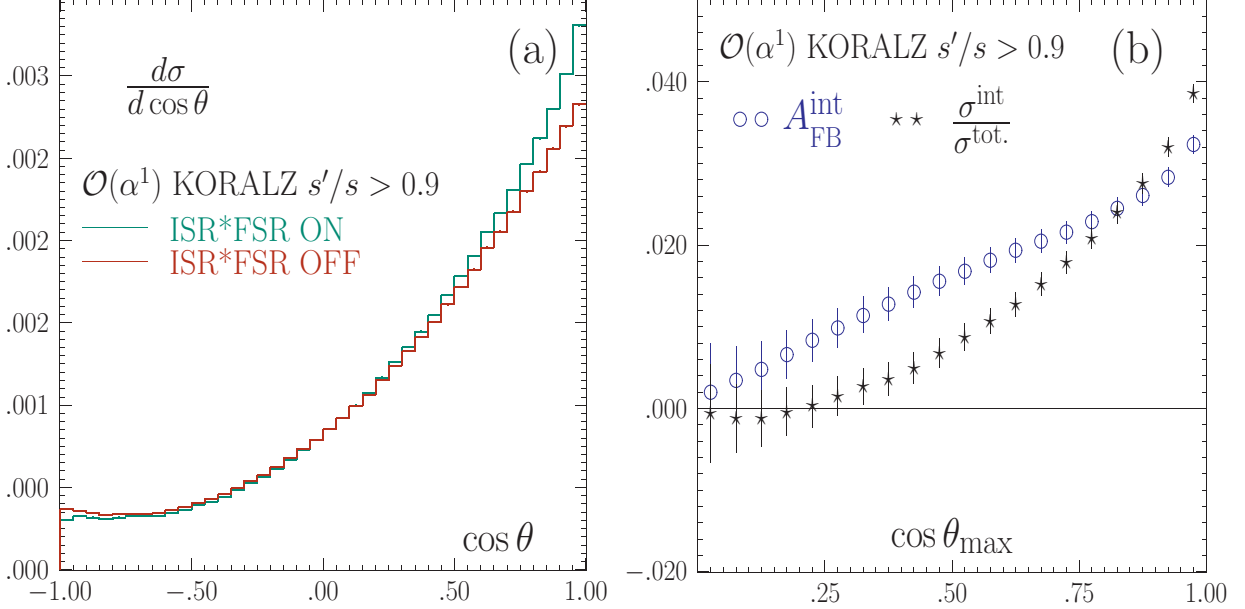 (a)
dσ
d cos θ
O(α¹) KORALZ s′/s > 0.9
ISR*FSR ON
ISR*FSR OFF
.003
.002
.002
.002
.001
.000
.000
cos θ
−1.00 −.50 .00 .50 1.00
O(α¹) KORALZ s′/s > 0.9 (b)
○ ○ A_FB^int ⋆⋆ σ^int
σ^tot.
.040
.020
.000
−.020
cos θ_max
.25 .50 .75 1.00